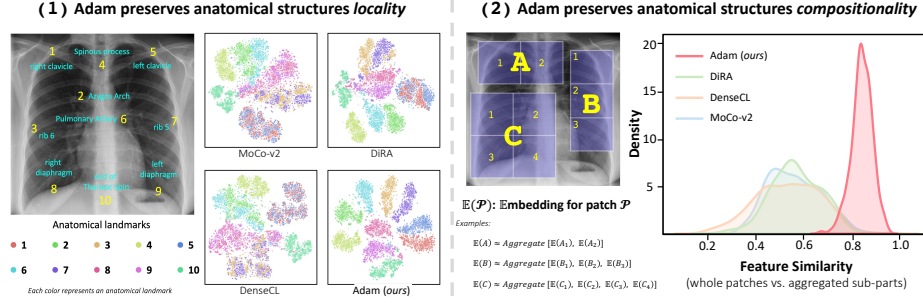 (1) Adam preserves anatomical structures locality
1
Spinous process
5
right clavicle
4
left clavicle
2 Aortic Arch
Pulmonary Artery 6
7
3
rib 6
rib 5
right
diaphragm
left
diaphragm
8
9
10
Anatomical landmarks
1 2 3 4 5
6 7 8 9 10
Each color represents an anatomical landmark
MoCo-v2
DiRA
DenseCL
Adam (ours)
(2) Adam preserves anatomical structures compositionality
1 A 2
1
2
B
3
1 2
C
3 4
𝔼(𝒫): 𝔼mbedding for patch 𝒫
Examples:
𝔼(A) ≈ Aggregate [𝔼(A₁), 𝔼(A₂)]
𝔼(B) ≈ Aggregate [𝔼(B₁), 𝔼(B₂), 𝔼(B₃)]
𝔼(C) ≈ Aggregate [𝔼(C₁), 𝔼(C₂), 𝔼(C₃), 𝔼(C₄)]
Adam (ours)
DiRA
DenseCL
MoCo-v2
Density
20
15
10
5
0.2 0.4 0.6 0.8 1.0
Feature Similarity
(whole patches vs. aggregated sub-parts)